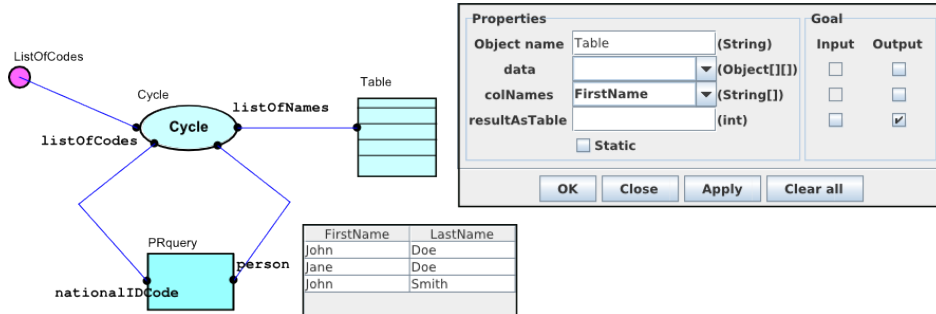 ListOfCodes
Cycle
Cycle
listOfCodes
listOfNames
Table
PRquery
nationalIDCode
person
FirstName LastName
John Doe
Jane Doe
John Smith
Properties
Object name Table (String)
data (Object[][])
colNames FirstName (String[])
resultAsTable (int)
Static
Goal
Input Output
OK Close Apply Clear all